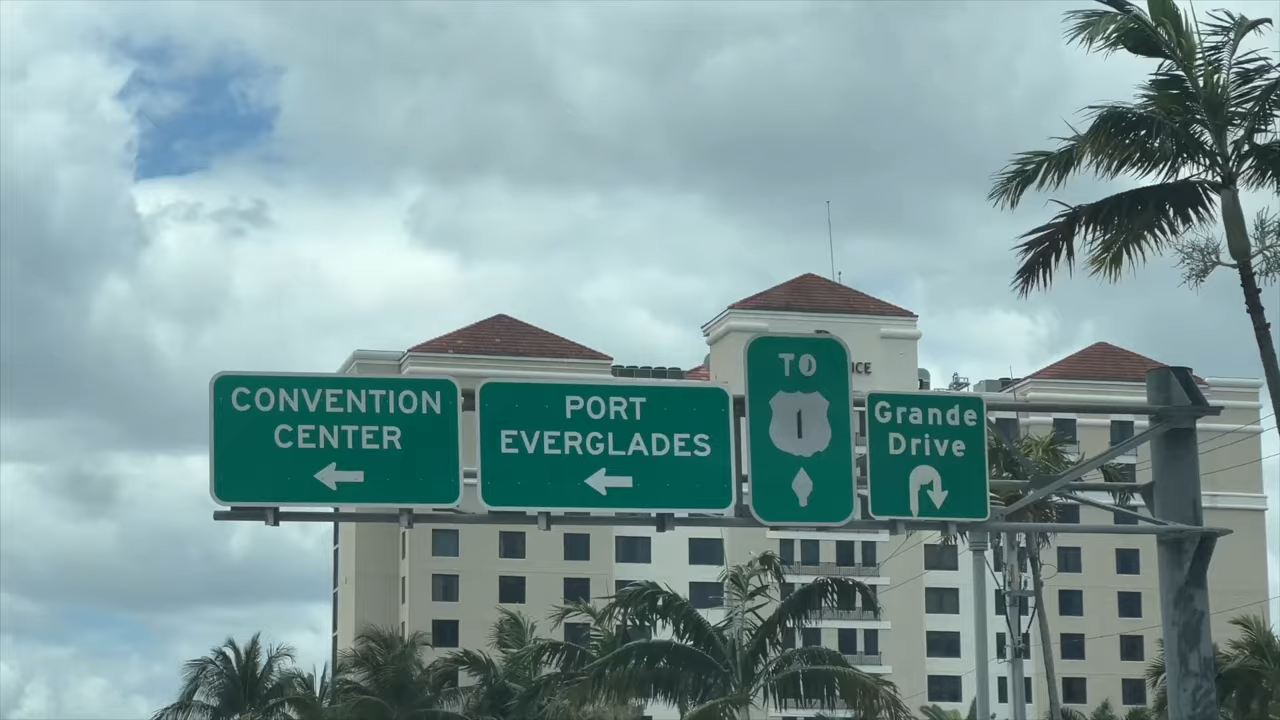 CONVENTION
CENTER
PORT
EVERGLADES
TO
1
Grande
Drive